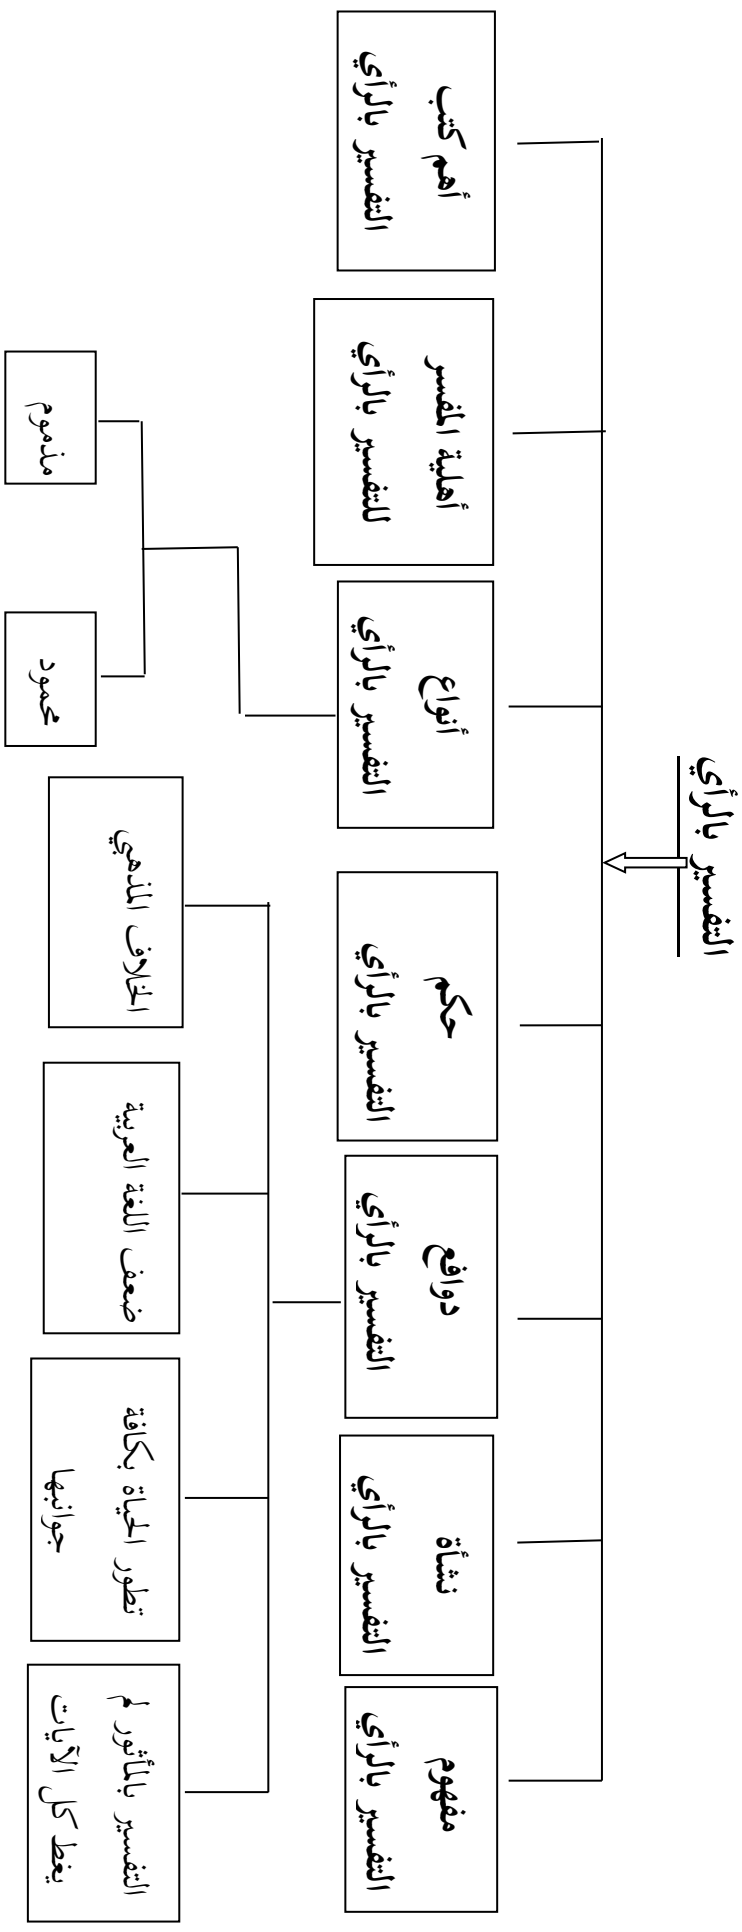 التفسير بالرأي
مفهوم
التفسير بالرأي
نشأة
التفسير بالرأي
دوافع
التفسير بالرأي
حكم
التفسير بالرأي
أنواع
التفسير بالرأي
أهلية المفسر
للتفسير بالرأي
أهم كتب
التفسير بالرأي
التفسير بالمأثور لم
يغط كل الآيات
تطور الحياة بكافة
جوانبها
ضعف اللغة العربية
الخلاف المذهبي
محمود
مذموم